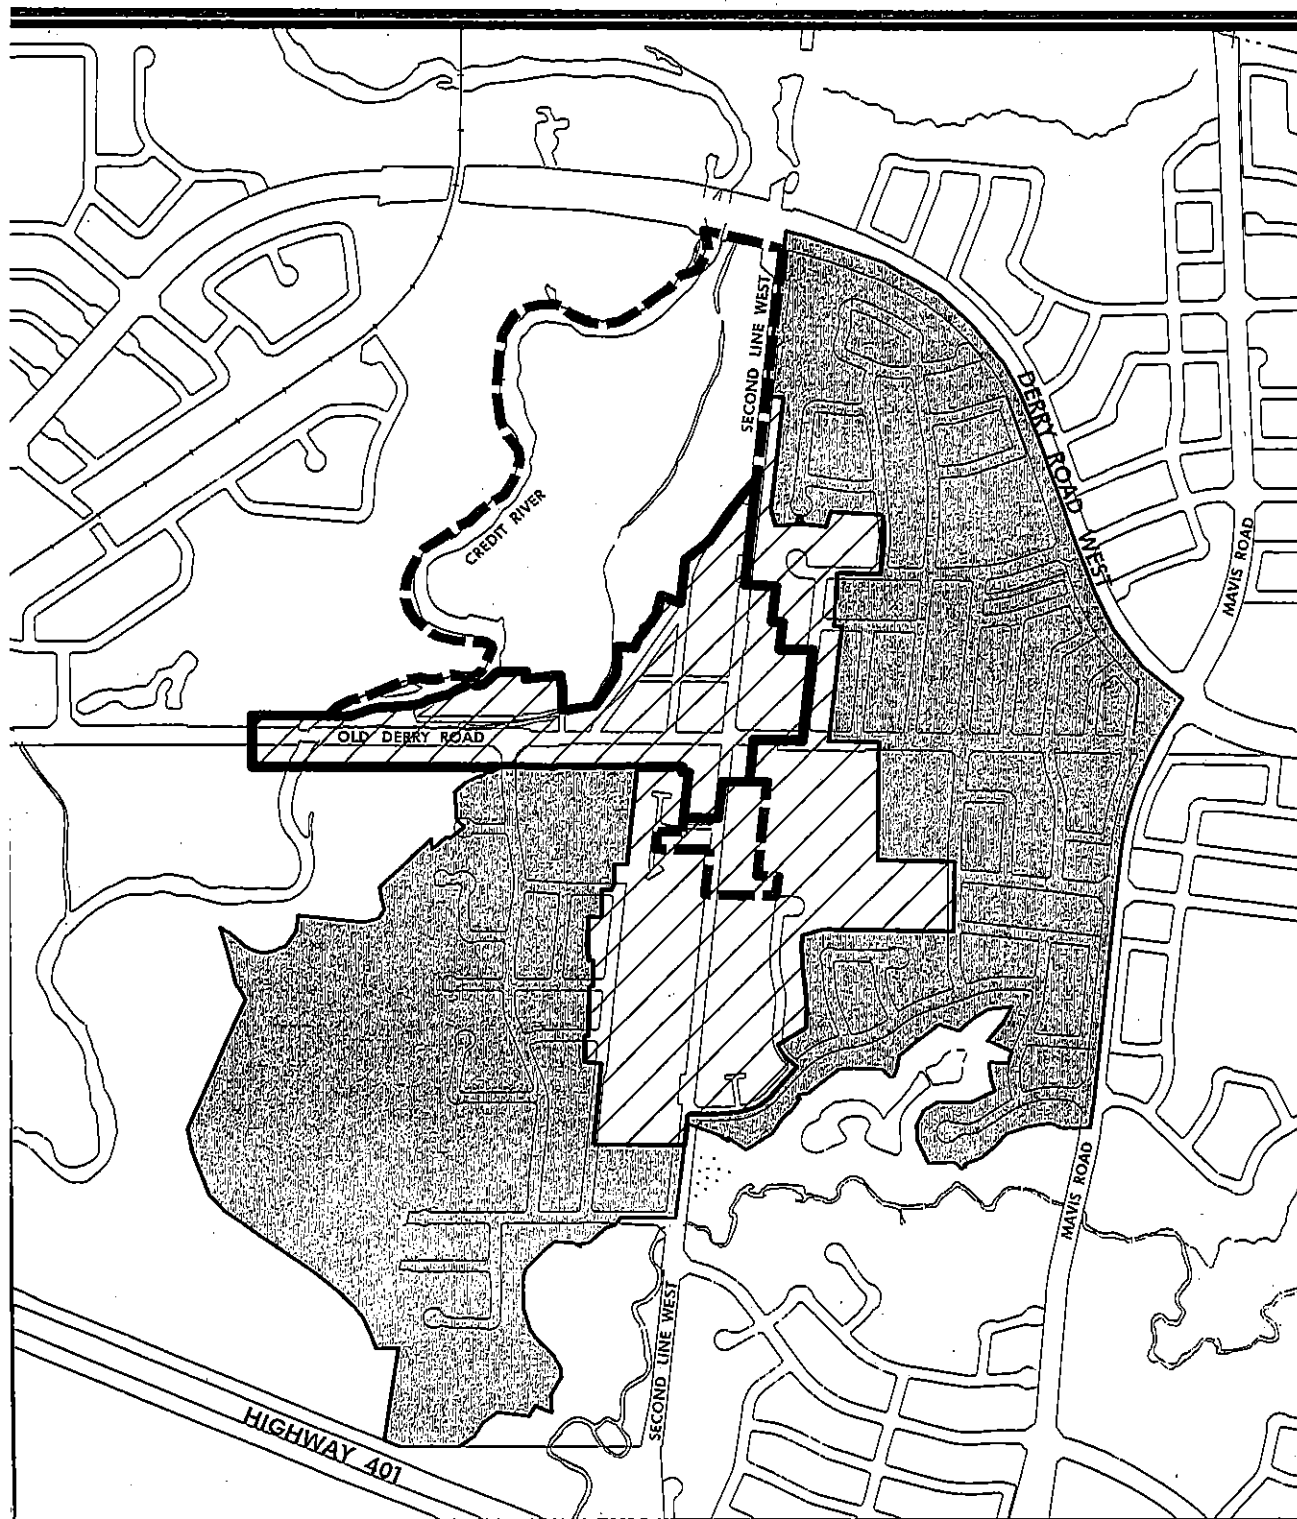 SECOND LINE WEST
DERRY ROAD WEST
CREDIT RIVER
MAVIS ROAD
OLD DERRY ROAD
MAVIS ROAD
SECOND LINE WEST
HIGHWAY 401